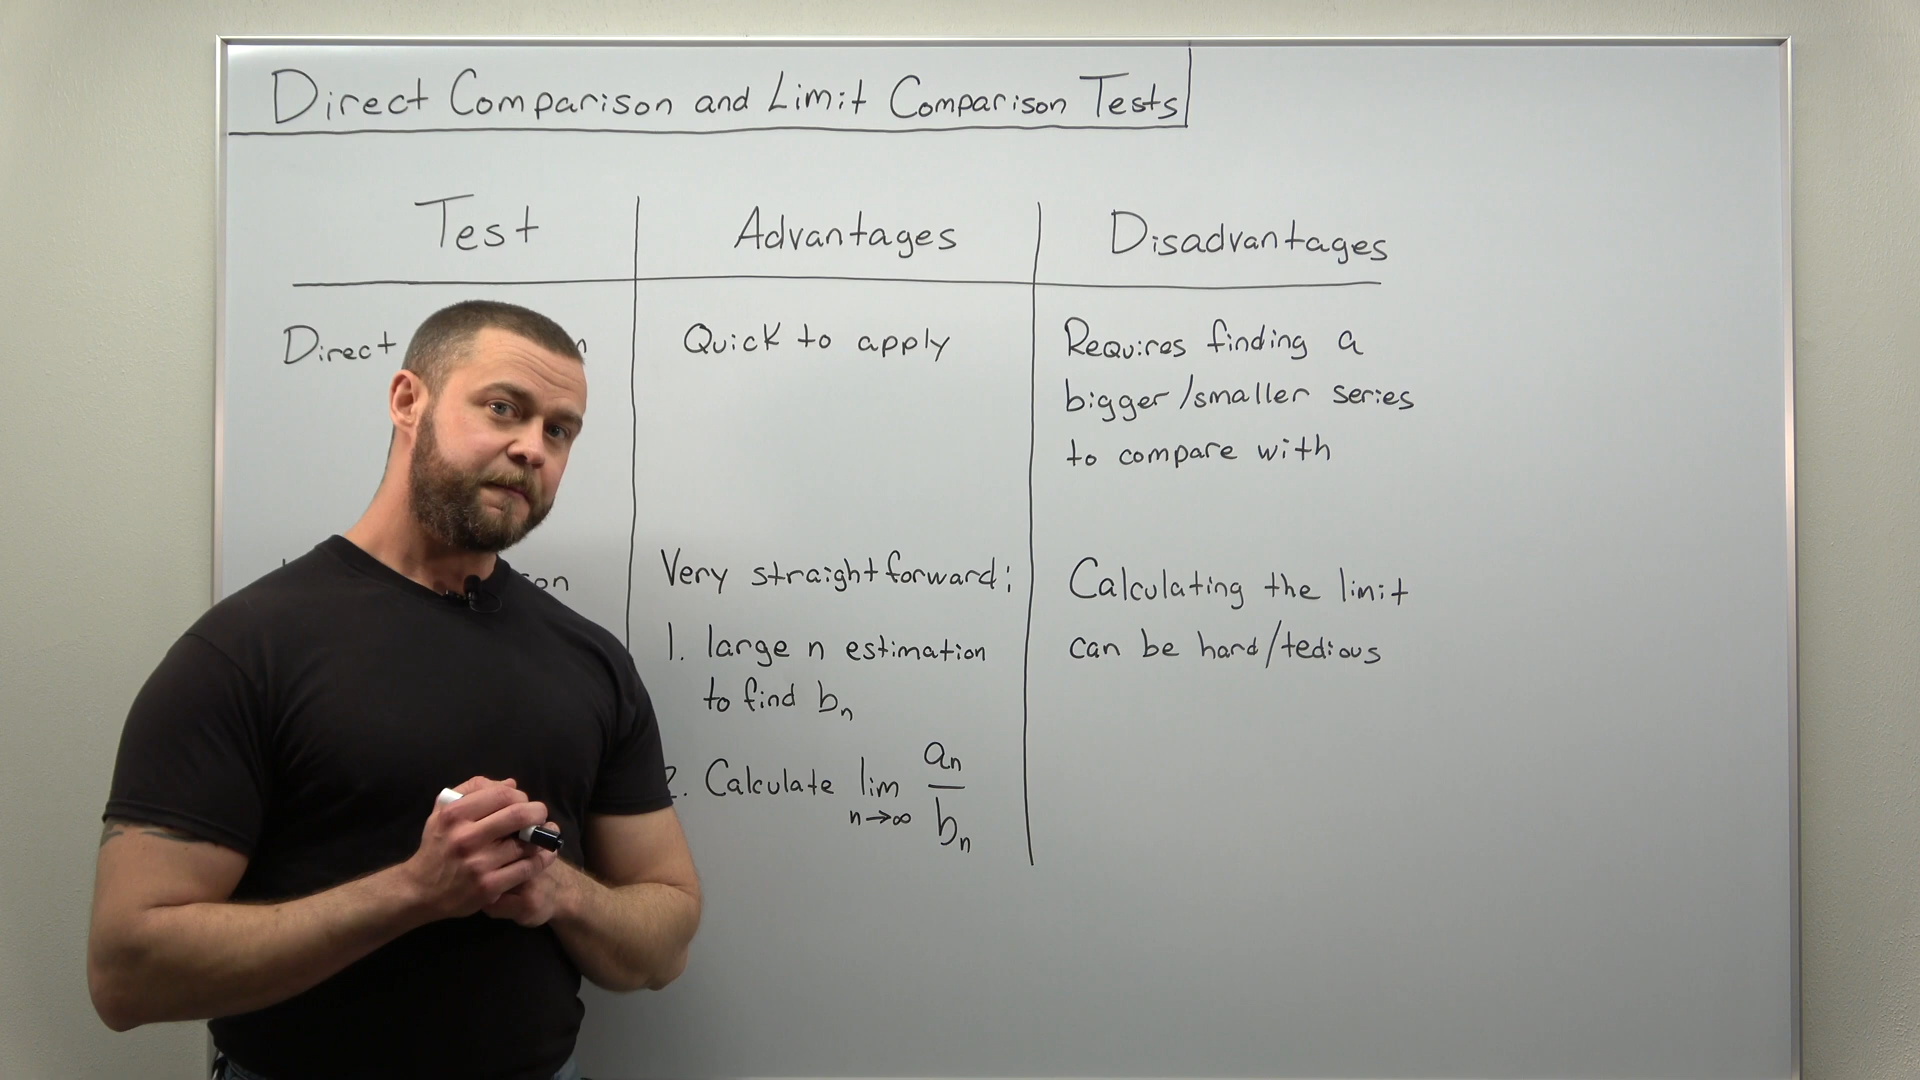 Direct Comparison and Limit Comparison Tests
Test Advantages Disadvantages
Direct Quick to apply Requires finding a
bigger/smaller series
to compare with
Very straightforward: Calculating the limit
1. large n estimation can be hard/tedious
to find bₙ
2. Calculate lim aₙ/bₙ
n→∞